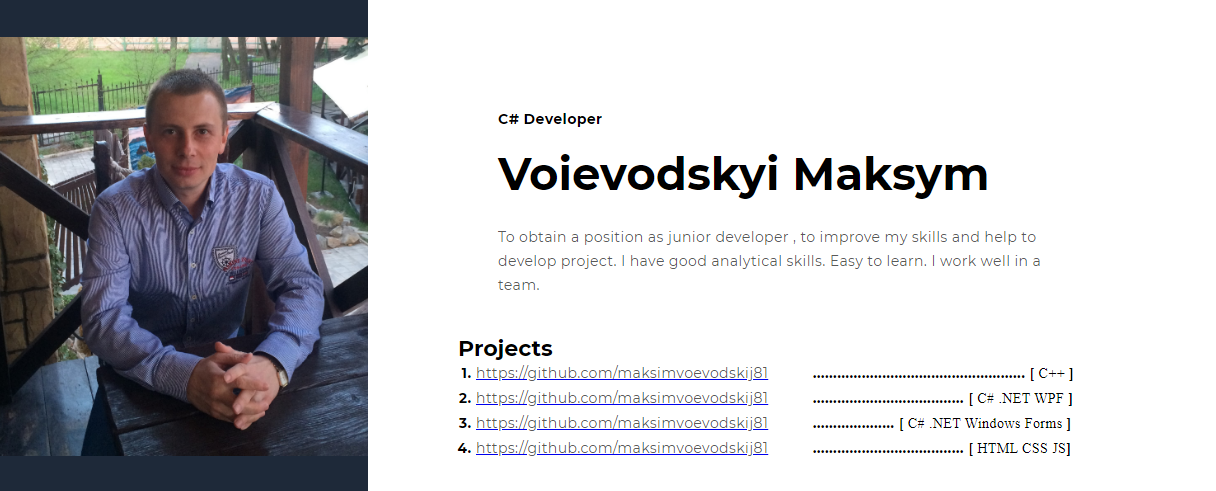 C# Developer
Voievodskyi Maksym
To obtain a position as junior developer , to improve my skills and help to
develop project. I have good analytical skills. Easy to learn. I work well in a
team.
Projects
1. https://github.com/maksimvoevodskij81 ..................................................... [ C++ ]
2. https://github.com/maksimvoevodskij81 ...................................... [ C# .NET WPF ]
3. https://github.com/maksimvoevodskij81 .................... [ C# .NET Windows Forms ]
4. https://github.com/maksimvoevodskij81 ...................................... [ HTML CSS JS]